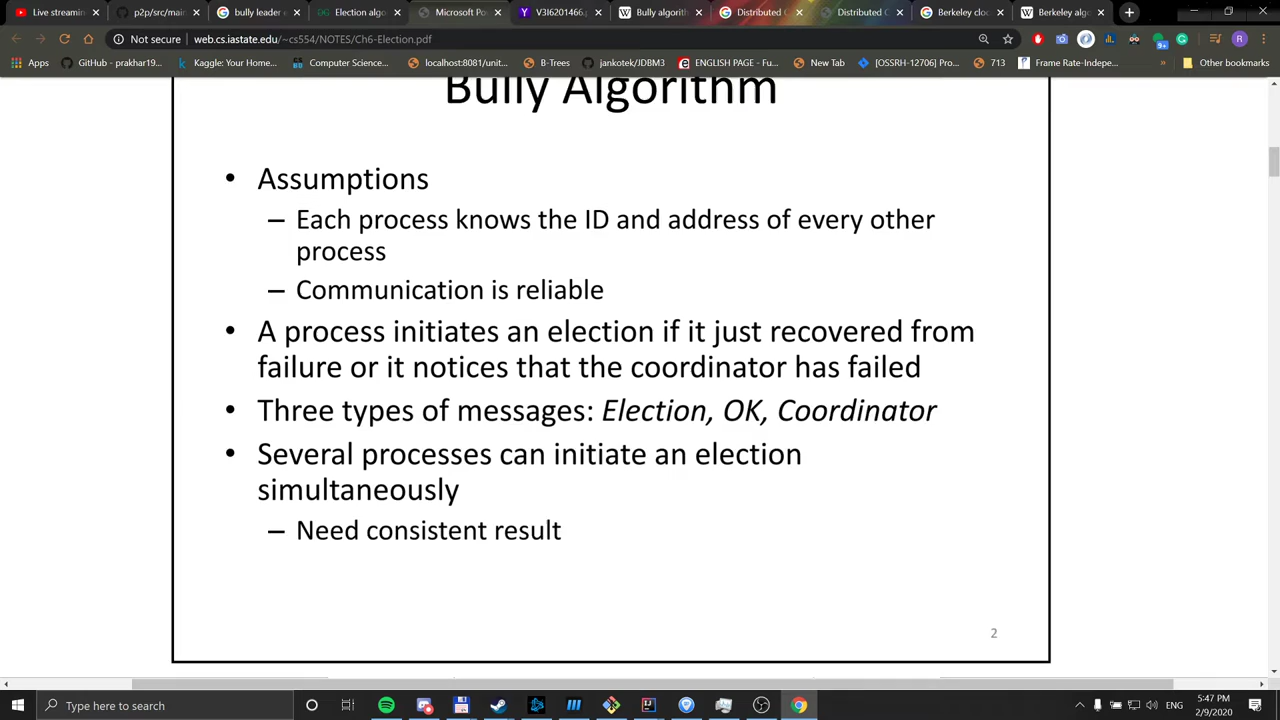 Live streamin
p2p/src/mai
bully leader e
Election algo
Microsoft Po
V3I6201466.p
Bully algorith
Distributed C
Distributed C
Berkeley cloc
Berkeley algo
Not secure web.cs.iastate.edu/~cs554/NOTES/Ch6-Election.pdf
Apps GitHub - prakhar19... Kaggle: Your Home... Computer Science... localhost:8081/unit... B-Trees jankotek/JDBM3 ENGLISH PAGE - Fu... New Tab [OSSRH-12706] Pro... 713 Frame Rate-Indepe... Other bookmarks
Bully Algorithm
• Assumptions
– Each process knows the ID and address of every other
process
– Communication is reliable
• A process initiates an election if it just recovered from
failure or it notices that the coordinator has failed
• Three types of messages: Election, OK, Coordinator
• Several processes can initiate an election
simultaneously
– Need consistent result
2
Type here to search
ENG
5:47 PM
2/9/2020